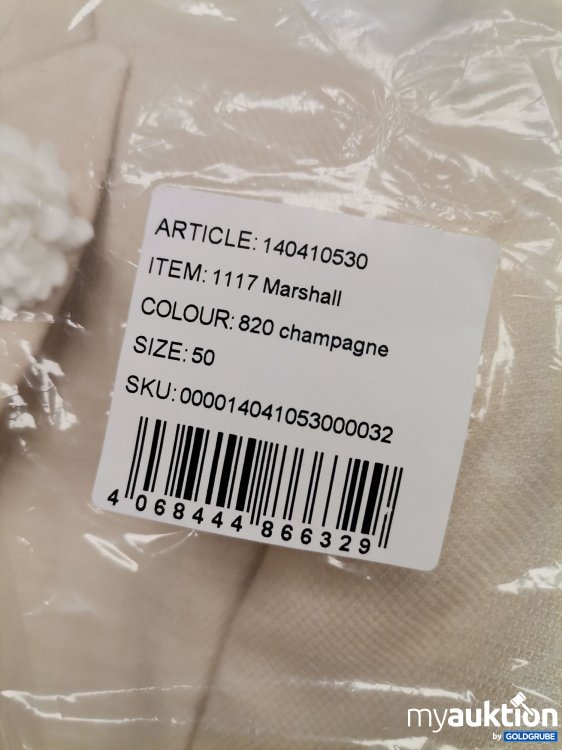 ARTICLE: 140410530
ITEM: 1117 Marshall
COLOUR: 820 champagne
SIZE: 50
SKU: 000014041053000032
4 068444 866329
myauktion
by GOLDGRUBE